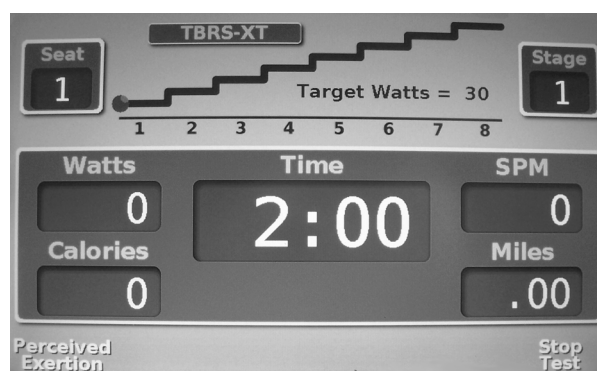 TBRS-XT
Seat
1
Stage
1
Target Watts = 30
1 2 3 4 5 6 7 8
Watts
0
Time
2:00
SPM
0
Calories
0
Miles
.00
Perceived
Exertion
Stop
Test